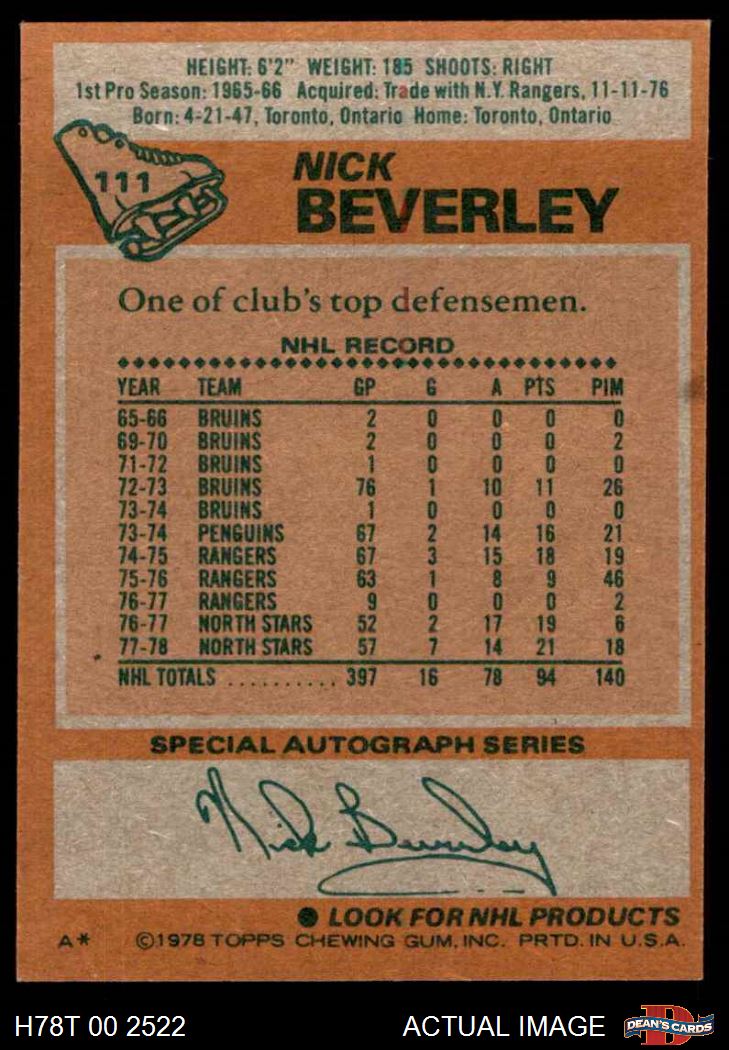 HEIGHT: 6'2" WEIGHT: 185 SHOOTS: RIGHT
1st Pro Season: 1965-66 Acquired: Trade with N.Y. Rangers, 11-11-76
Born: 4-21-47, Toronto, Ontario Home: Toronto, Ontario
111
NICK
BEVERLEY
One of club's top defensemen.
NHL RECORD
YEAR TEAM GP G A PTS PIM
65-66 BRUINS 2 0 0 0 0
69-70 BRUINS 2 0 0 0 2
71-72 BRUINS 1 0 0 0 0
72-73 BRUINS 76 1 10 11 26
73-74 BRUINS 1 0 0 0 0
73-74 PENGUINS 67 2 14 16 21
74-75 RANGERS 67 3 15 18 19
75-76 RANGERS 63 1 8 9 46
76-77 RANGERS 9 0 0 0 2
76-77 NORTH STARS 52 2 17 19 6
77-78 NORTH STARS 57 7 14 21 18
NHL TOTALS .......... 397 16 78 94 140
SPECIAL AUTOGRAPH SERIES
Nick Beverley
● LOOK FOR NHL PRODUCTS
A* ©1978 TOPPS CHEWING GUM, INC. PRTD. IN U.S.A.
H78T 00 2522 ACTUAL IMAGE
D
DEAN'S CARDS